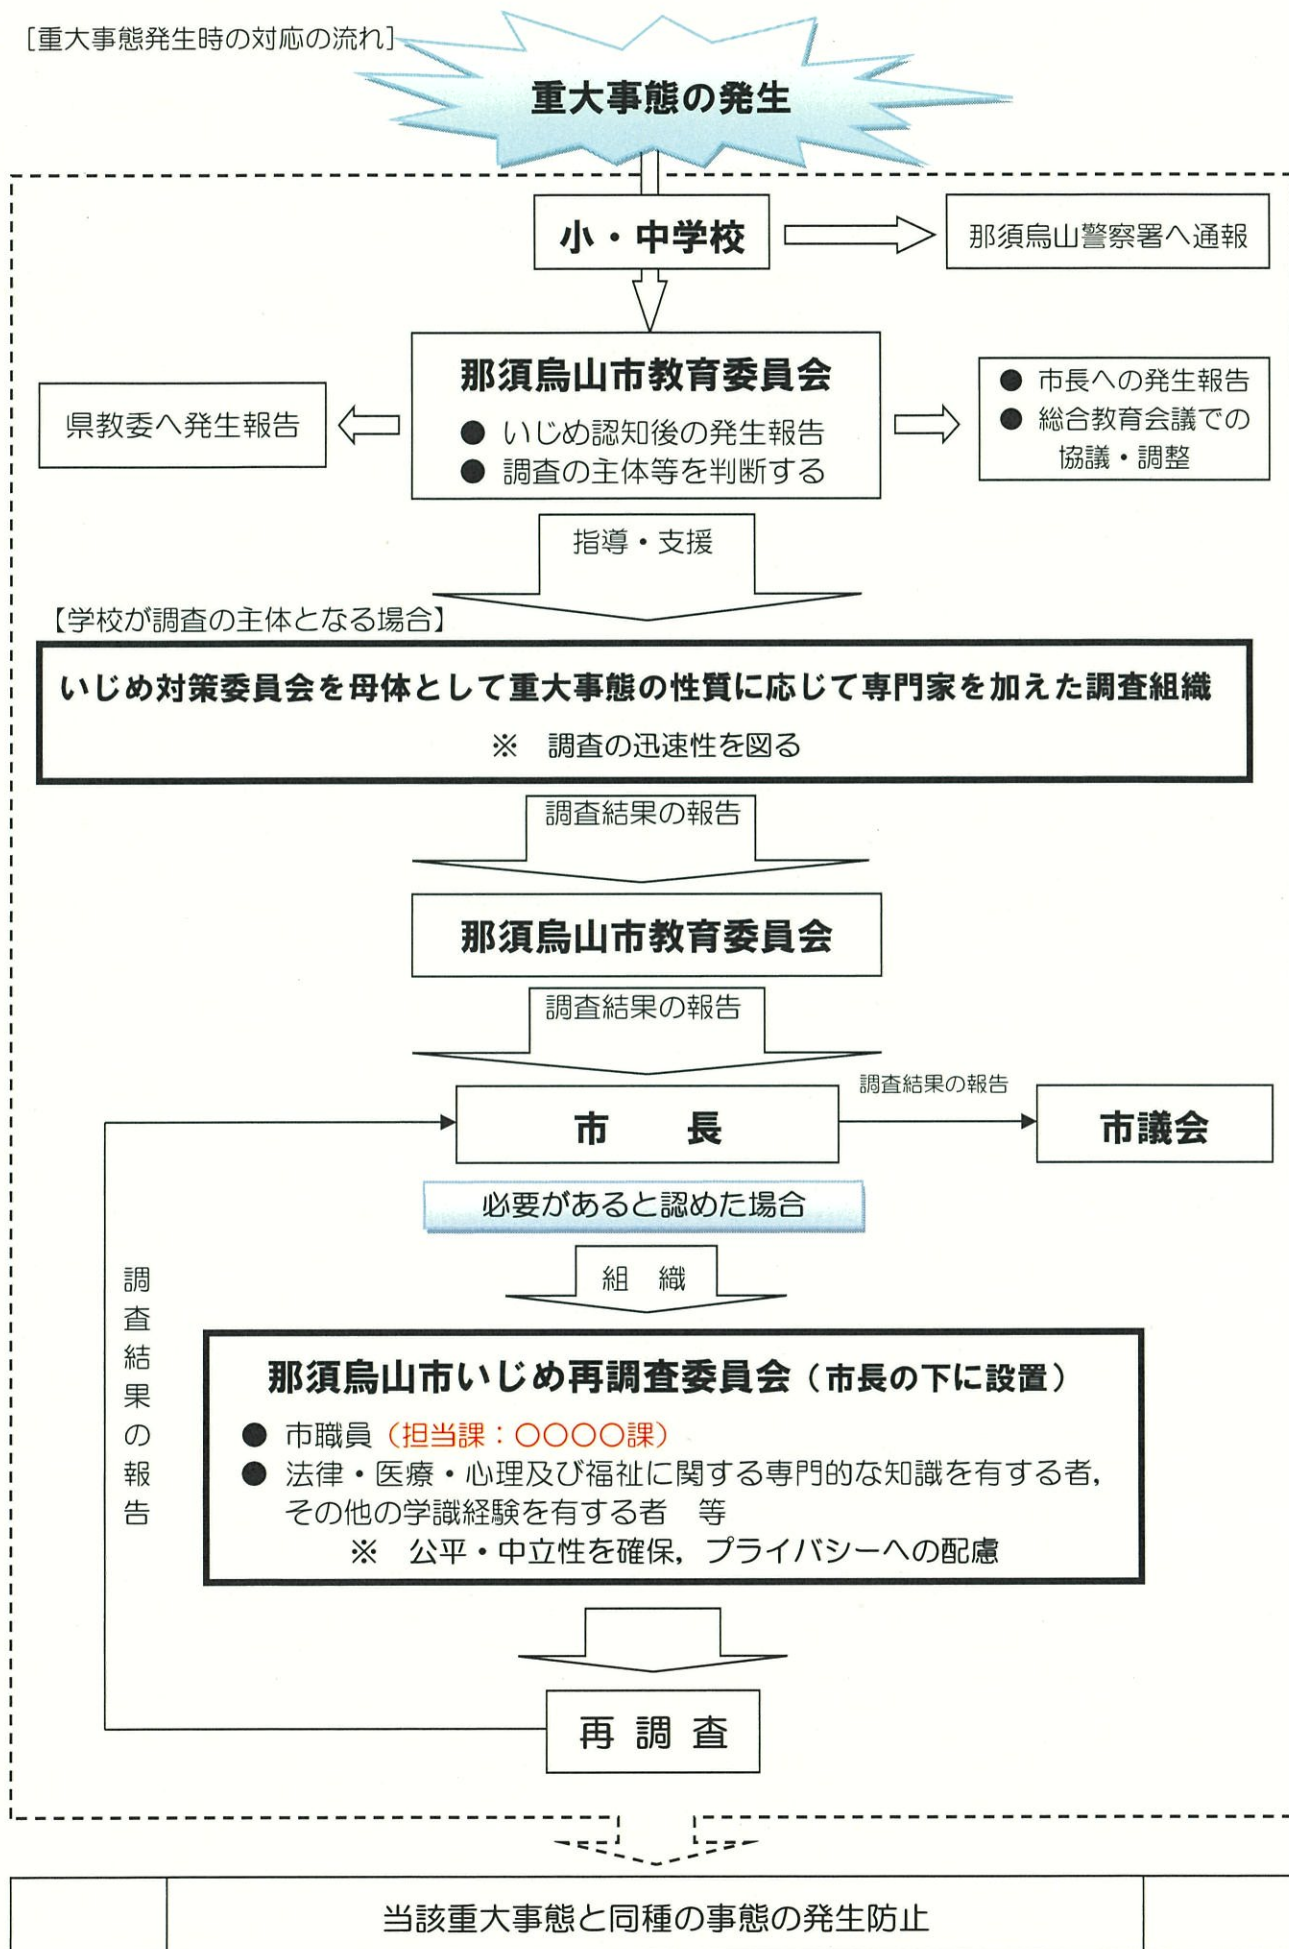 [重大事態発生時の対応の流れ]
重大事態の発生
小・中学校
那須烏山警察署へ通報
那須烏山市教育委員会
● いじめ認知後の発生報告
● 調査の主体等を判断する
県教委へ発生報告
● 市長への発生報告
● 総合教育会議での
協議・調整
指導・支援
【学校が調査の主体となる場合】
いじめ対策委員会を母体として重大事態の性質に応じて専門家を加えた調査組織
※　調査の迅速性を図る
調査結果の報告
那須烏山市教育委員会
調査結果の報告
市　長
調査結果の報告
市議会
必要があると認めた場合
組　織
調査結果の報告
那須烏山市いじめ再調査委員会（市長の下に設置）
● 市職員（担当課：〇〇〇〇課）
● 法律・医療・心理及び福祉に関する専門的な知識を有する者，
その他の学識経験を有する者　等
※　公平・中立性を確保，プライバシーへの配慮
再 調 査
当該重大事態と同種の事態の発生防止